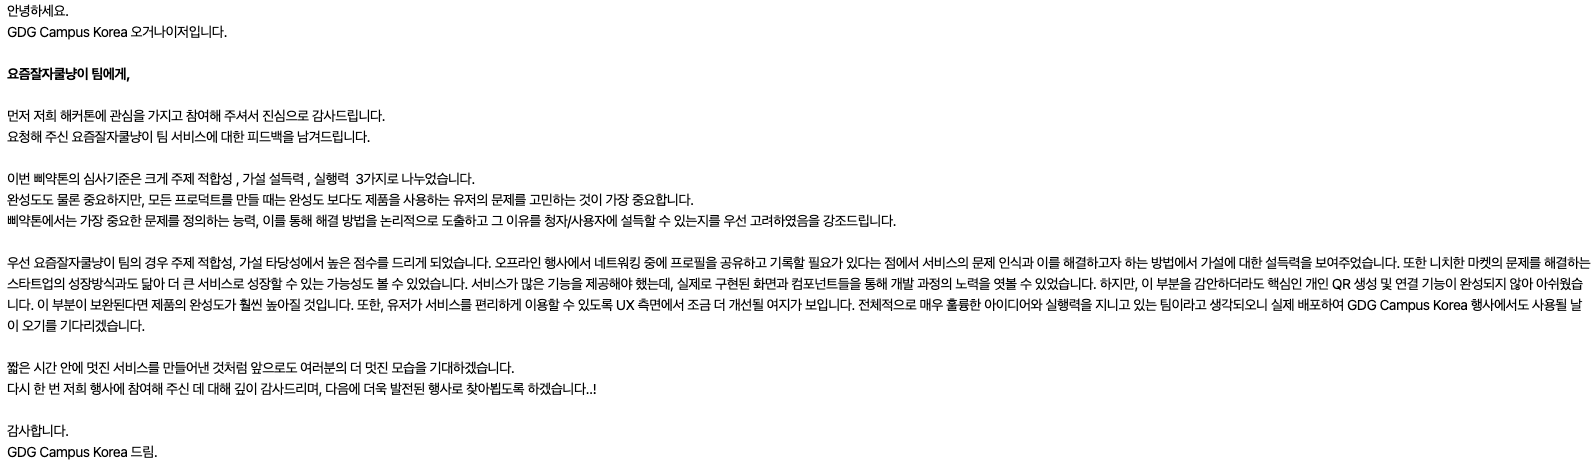 안녕하세요.
GDG Campus Korea 오거나이저입니다.
요즘잘자쿨냥이 팀에게,
먼저 저희 해커톤에 관심을 가지고 참여해 주셔서 진심으로 감사드립니다.
요청해 주신 요즘잘자쿨냥이 팀 서비스에 대한 피드백을 남겨드립니다.
이번 삐약톤의 심사기준은 크게 주제 적합성 , 가설 설득력 , 실행력  3가지로 나누었습니다.
완성도도 물론 중요하지만, 모든 프로덕트를 만들 때는 완성도 보다도 제품을 사용하는 유저의 문제를 고민하는 것이 가장 중요합니다.
삐약톤에서는 가장 중요한 문제를 정의하는 능력, 이를 통해 해결 방법을 논리적으로 도출하고 그 이유를 청자/사용자에 설득할 수 있는지를 우선 고려하였음을 강조드립니다.
우선 요즘잘자쿨냥이 팀의 경우 주제 적합성, 가설 타당성에서 높은 점수를 드리게 되었습니다. 오프라인 행사에서 네트워킹 중에 프로필을 공유하고 기록할 필요가 있다는 점에서 서비스의 문제 인식과 이를 해결하고자 하는 방법에서 가설에 대한 설득력을 보여주었습니다. 또한 니치한 마켓의 문제를 해결하는
스타트업의 성장방식과도 닮아 더 큰 서비스로 성장할 수 있는 가능성도 볼 수 있었습니다. 서비스가 많은 기능을 제공해야 했는데, 실제로 구현된 화면과 컴포넌트들을 통해 개발 과정의 노력을 엿볼 수 있었습니다. 하지만, 이 부분을 감안하더라도 핵심인 개인 QR 생성 및 연결 기능이 완성되지 않아 아쉬웠습
니다. 이 부분이 보완된다면 제품의 완성도가 훨씬 높아질 것입니다. 또한, 유저가 서비스를 편리하게 이용할 수 있도록 UX 측면에서 조금 더 개선될 여지가 보입니다. 전체적으로 매우 훌륭한 아이디어와 실행력을 지니고 있는 팀이라고 생각되오니 실제 배포하여 GDG Campus Korea 행사에서도 사용될 날
이 오기를 기다리겠습니다.
짧은 시간 안에 멋진 서비스를 만들어낸 것처럼 앞으로도 여러분의 더 멋진 모습을 기대하겠습니다.
다시 한 번 저희 행사에 참여해 주신 데 대해 깊이 감사드리며, 다음에 더욱 발전된 행사로 찾아뵙도록 하겠습니다..!
감사합니다.
GDG Campus Korea 드림.